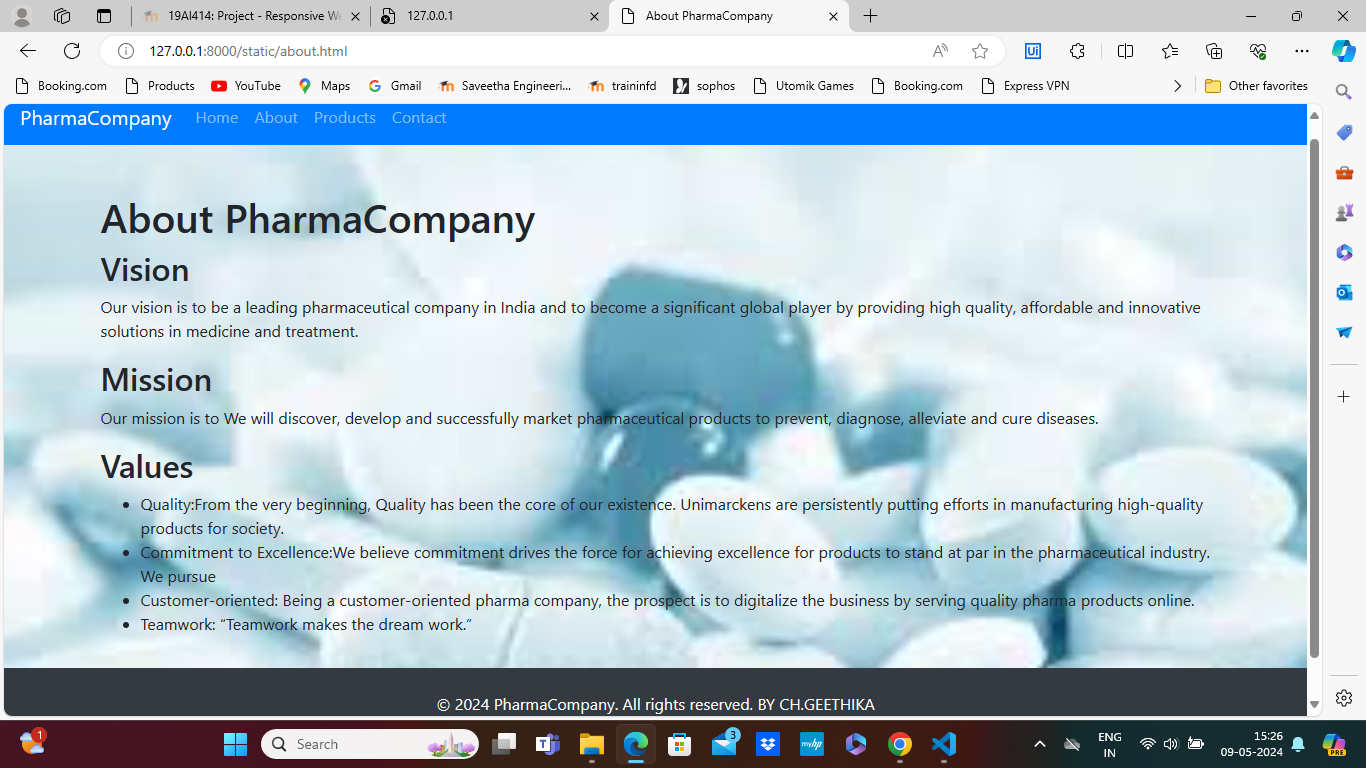 19AI414: Project - Responsive We
127.0.0.1
About PharmaCompany
127.0.0.1:8000/static/about.html
Booking.com
Products
YouTube
Maps
Gmail
Saveetha Engineeri...
traininfd
sophos
Utomik Games
Booking.com
Express VPN
Other favorites
PharmaCompany Home About Products Contact
About PharmaCompany
Vision
Our vision is to be a leading pharmaceutical company in India and to become a significant global player by providing high quality, affordable and innovative
solutions in medicine and treatment.
Mission
Our mission is to We will discover, develop and successfully market pharmaceutical products to prevent, diagnose, alleviate and cure diseases.
Values
• Quality:From the very beginning, Quality has been the core of our existence. Unimarckens are persistently putting efforts in manufacturing high-quality
products for society.
• Commitment to Excellence:We believe commitment drives the force for achieving excellence for products to stand at par in the pharmaceutical industry.
We pursue
• Customer-oriented: Being a customer-oriented pharma company, the prospect is to digitalize the business by serving quality pharma products online.
• Teamwork: “Teamwork makes the dream work.”
© 2024 PharmaCompany. All rights reserved. BY CH.GEETHIKA
1
Search
3
myhp
ENG
IN
15:26
09-05-2024
PRE